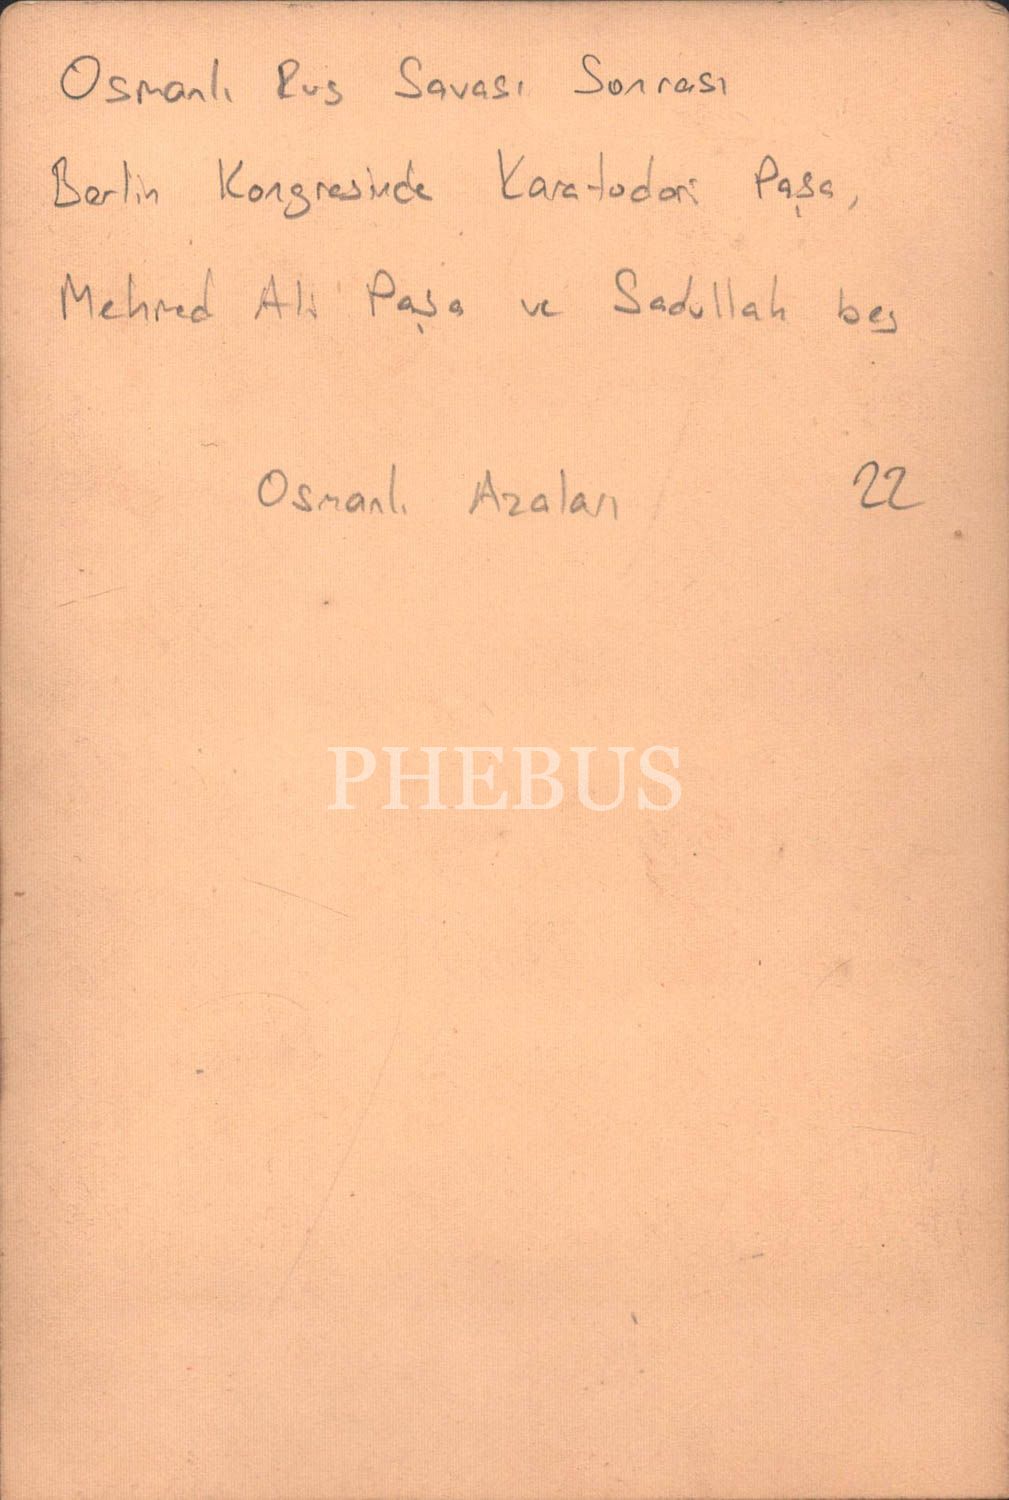 Osmanlı Rus Savası Sonrası
Berlin Kongresinde Karatodori Paşa,
Mehmed Ali Paşa ve Sadullah bey
Osmanlı Azaları 22
PHEBUS